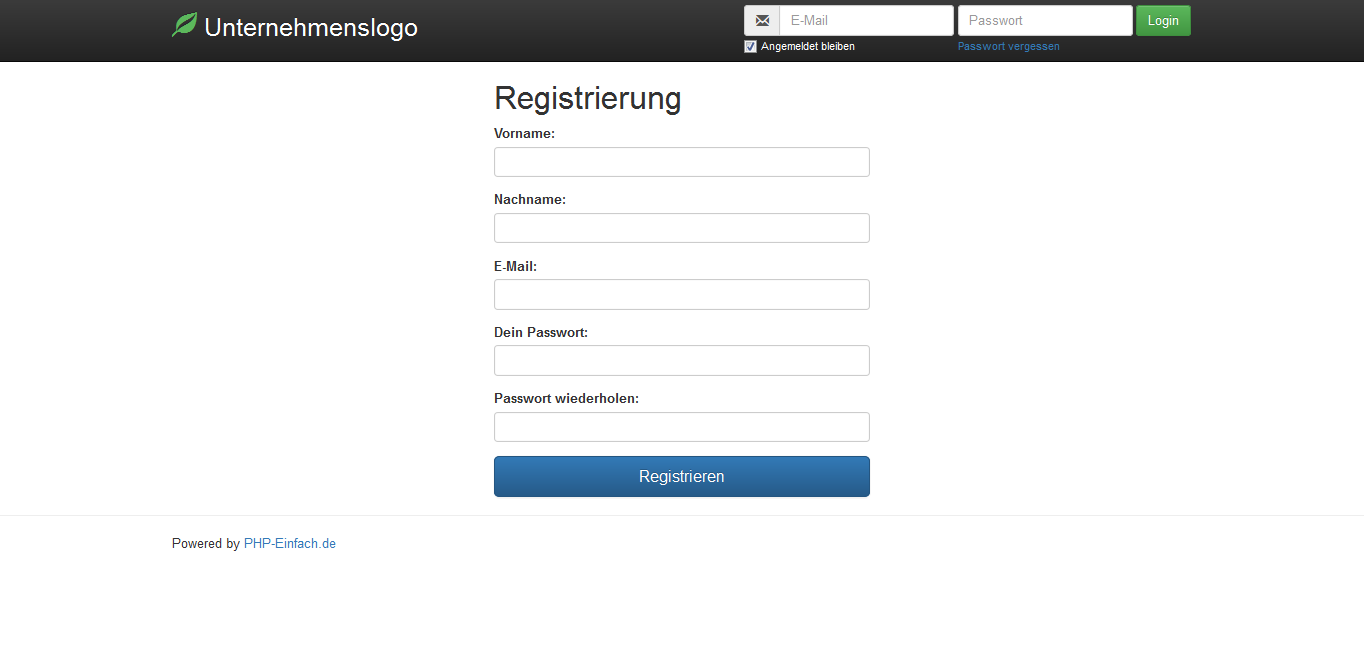 Unternehmenslogo
E-Mail
Passwort
Login
Angemeldet bleiben
Passwort vergessen
Registrierung
Vorname:
Nachname:
E-Mail:
Dein Passwort:
Passwort wiederholen:
Registrieren
Powered by PHP-Einfach.de